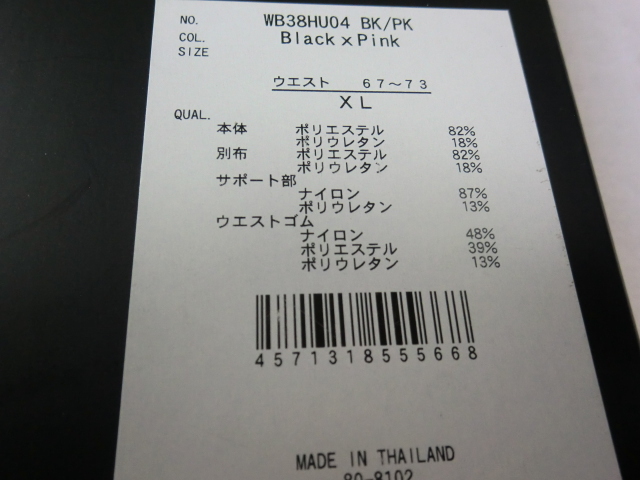 NO. WB38HU04 BK/PK
COL. Black x Pink
SIZE
ウエスト 67～73
XL
QUAL.
本体 ポリエステル 82%
ポリウレタン 18%
別布 ポリエステル 82%
ポリウレタン 18%
サポート部
ナイロン 87%
ポリウレタン 13%
ウエストゴム
ナイロン 48%
ポリエステル 39%
ポリウレタン 13%
4571318555668
MADE IN THAILAND
80-8102